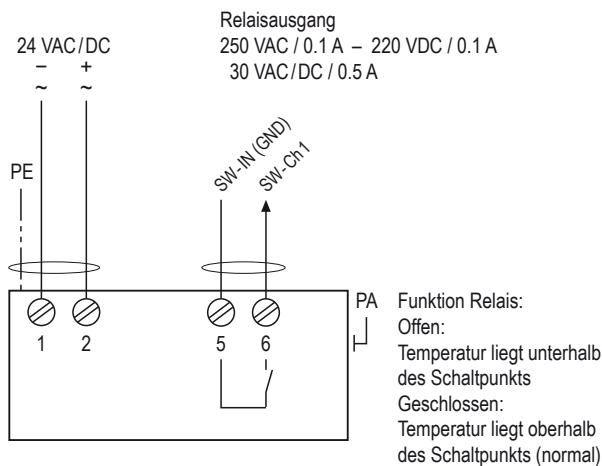 Relaisausgang
24 VAC/DC
250 VAC / 0.1 A – 220 VDC / 0.1 A
– +
30 VAC/DC / 0.5 A
~ ~
SW-IN (GND)
SW-Ch1
PE
PA
1 2 5 6
Funktion Relais:
Offen:
Temperatur liegt unterhalb
des Schaltpunkts
Geschlossen:
Temperatur liegt oberhalb
des Schaltpunkts (normal)